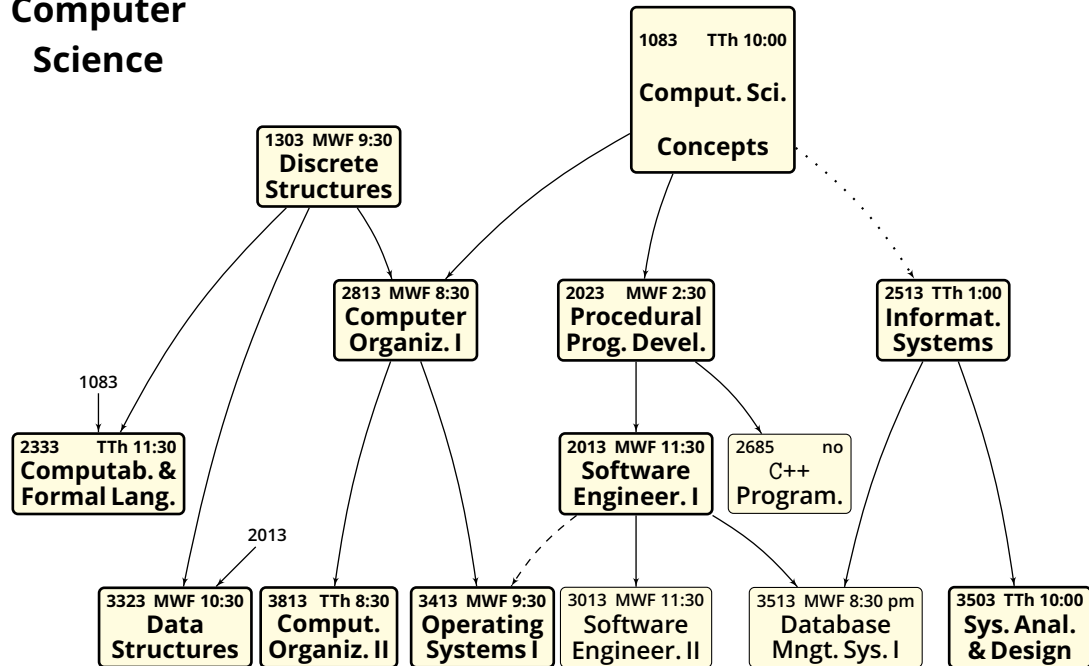 Computer
Science
1083 TTh 10:00
Comput. Sci.
Concepts
1303 MWF 9:30
Discrete
Structures
2813 MWF 8:30
Computer
Organiz. I
2023 MWF 2:30
Procedural
Prog. Devel.
2513 TTh 1:00
Informat.
Systems
1083
2333 TTh 11:30
Computab. &
Formal Lang.
2013 MWF 11:30
Software
Engineer. I
2685 no
C++
Program.
2013
3323 MWF 10:30
Data
Structures
3813 TTh 8:30
Comput.
Organiz. II
3413 MWF 9:30
Operating
Systems I
3013 MWF 11:30
Software
Engineer. II
3513 MWF 8:30 pm
Database
Mngt. Sys. I
3503 TTh 10:00
Sys. Anal.
& Design